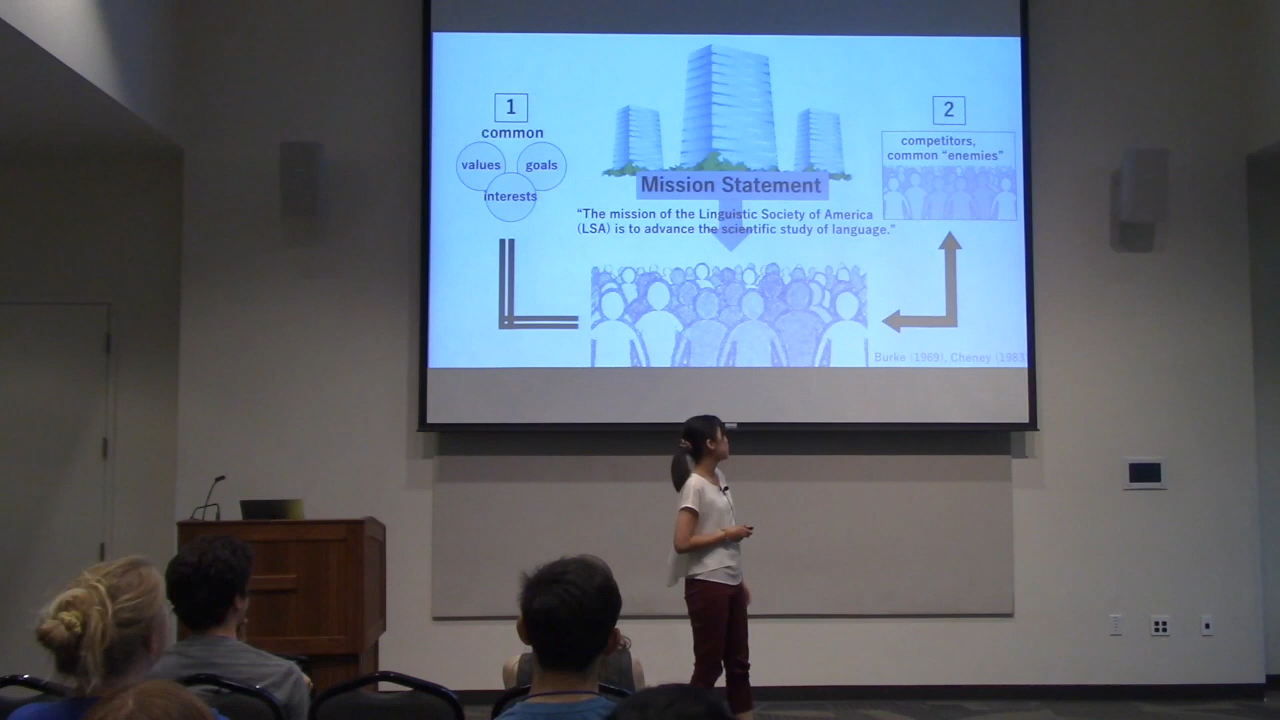 1
common
values
goals
interests
Mission Statement
“The mission of the Linguistic Society of America
(LSA) is to advance the scientific study of language.”
2
competitors,
common “enemies”
Burke (1969), Cheney (1983